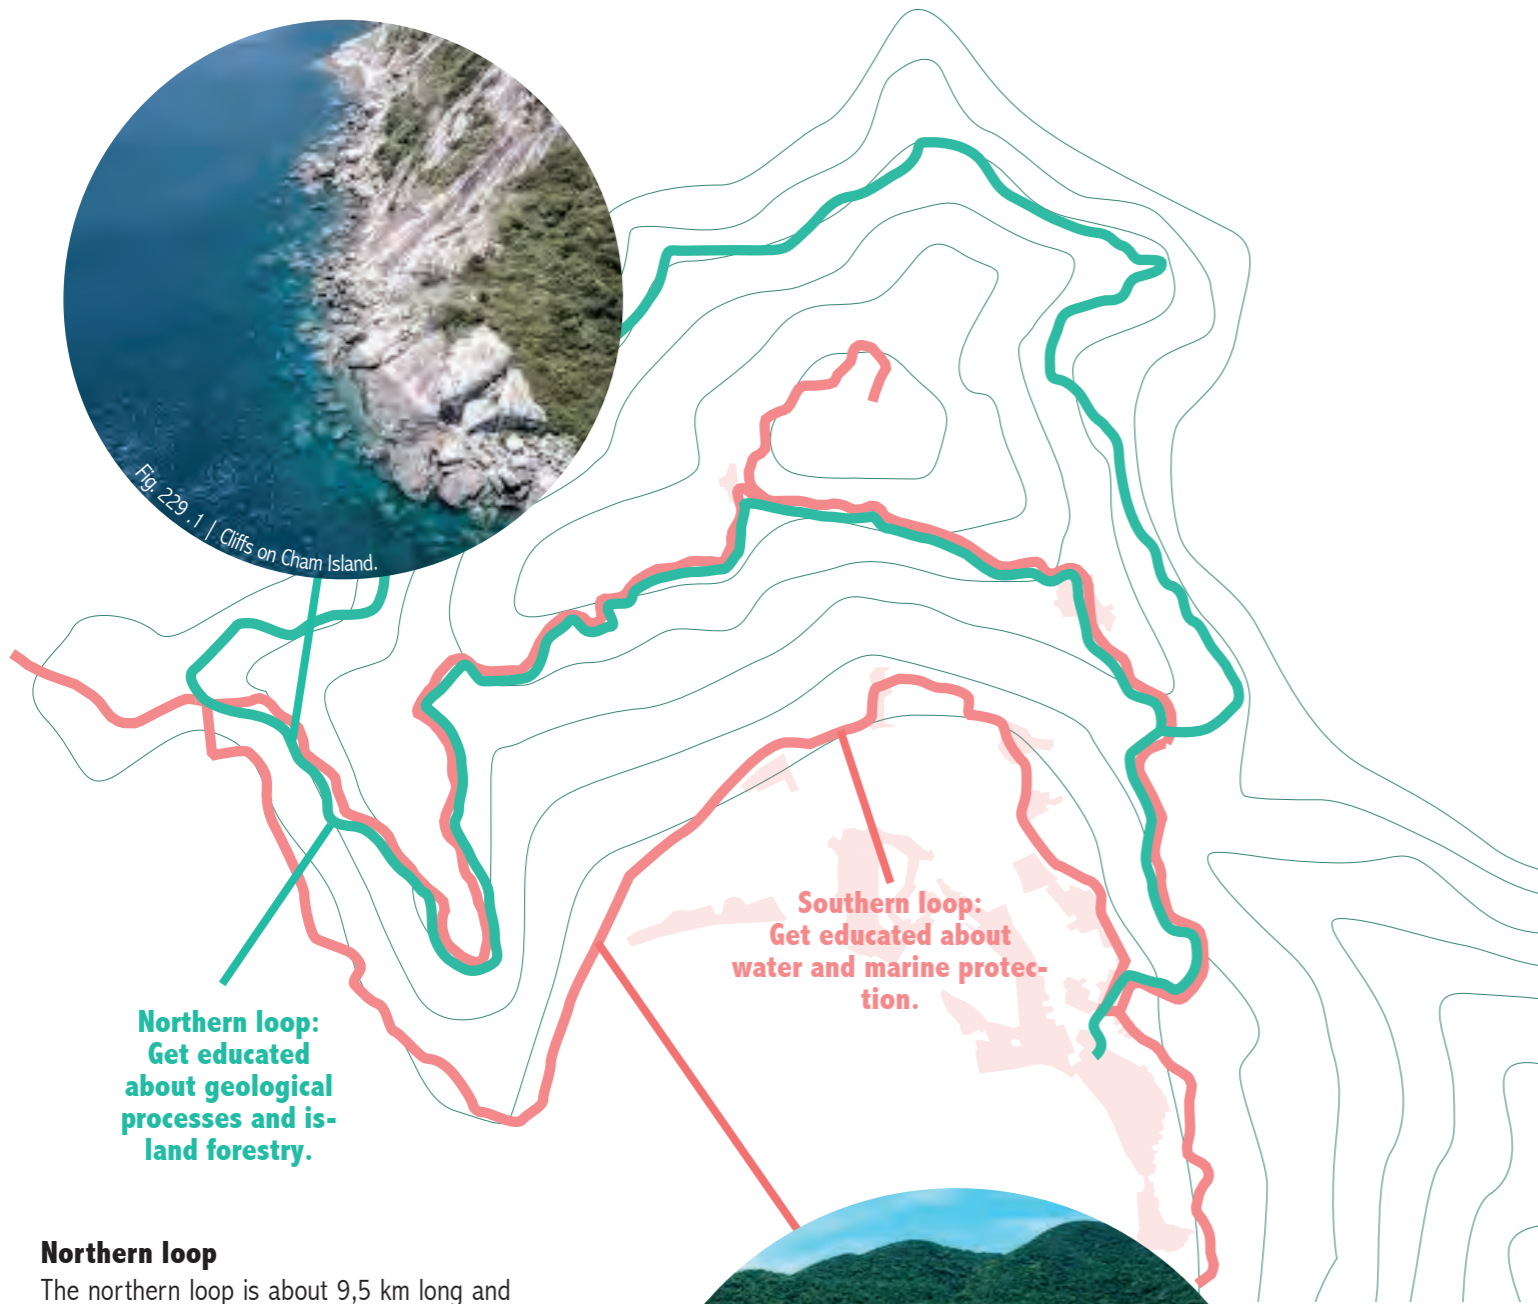 Fig. 229 . 1 | Cliffs on Cham Island.
Southern loop:
Get educated about
water and marine protec-
tion.
Northern loop:
Get educated
about geological
processes and is-
land forestry.
Northern loop
The northern loop is about 9,5 km long and